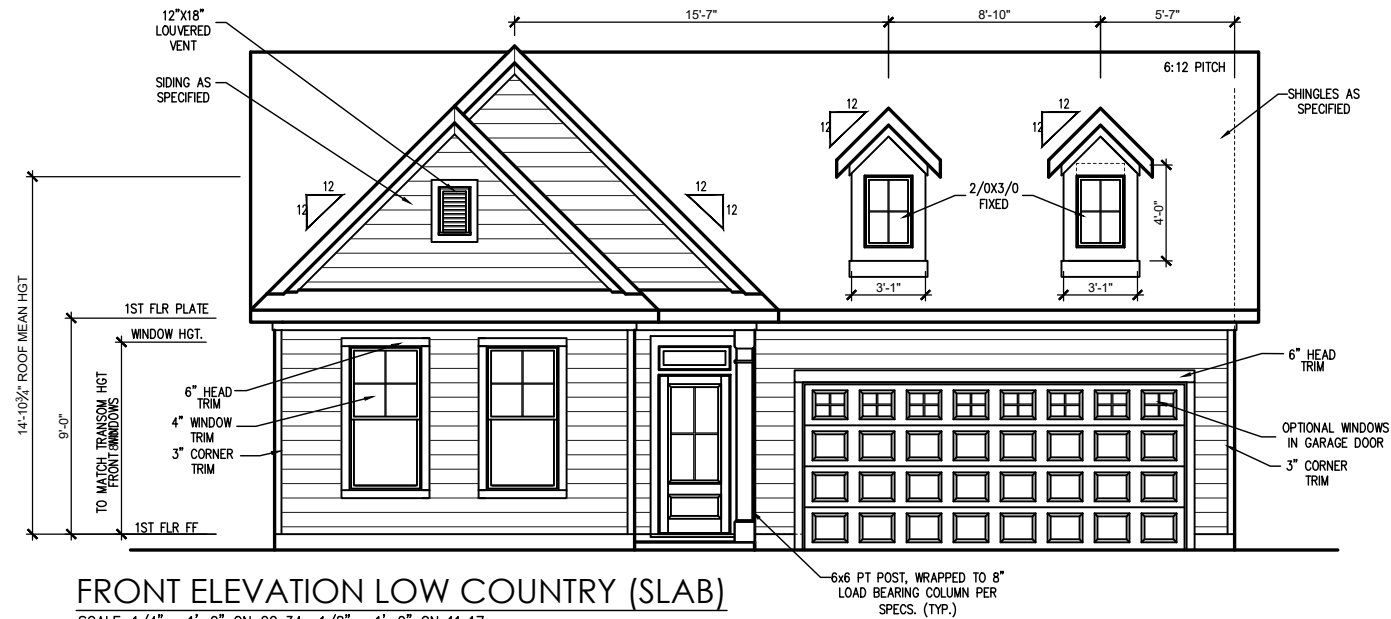 12"X18"
LOUVERED
VENT
15'-7"
8'-10"
5'-7"
6:12 PITCH
SIDING AS
SPECIFIED
SHINGLES AS
SPECIFIED
12
12
12
12
12
12
12
12
2/0X3/0
FIXED
4'-0"
3'-1"
3'-1"
14'-10¾" ROOF MEAN HGT
1ST FLR PLATE
WINDOW HGT.
9'-0"
TO MATCH TRANSOM HGT
6" HEAD
TRIM
4" WINDOW
TRIM
3" CORNER
TRIM
1ST FLR FF
6" HEAD
TRIM
OPTIONAL WINDOWS
IN GARAGE DOOR
3" CORNER
TRIM
6x6 PT POST, WRAPPED TO 8"
LOAD BEARING COLUMN PER
SPECS. (TYP.)
FRONT ELEVATION LOW COUNTRY (SLAB)